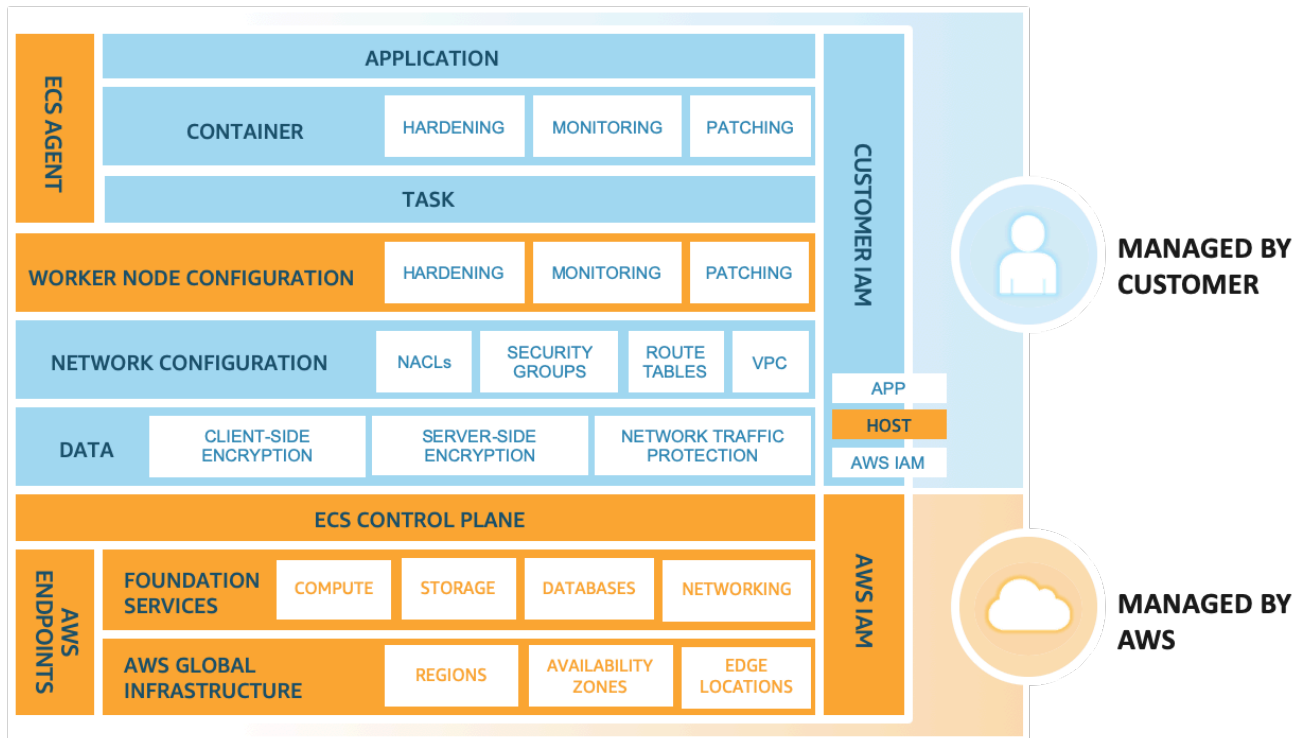 ECS AGENT
APPLICATION
CONTAINER
HARDENING
MONITORING
PATCHING
TASK
WORKER NODE CONFIGURATION
HARDENING
MONITORING
PATCHING
NETWORK CONFIGURATION
NACLs
SECURITY
GROUPS
ROUTE
TABLES
VPC
DATA
CLIENT-SIDE
ENCRYPTION
SERVER-SIDE
ENCRYPTION
NETWORK TRAFFIC
PROTECTION
CUSTOMER IAM
APP
HOST
AWS IAM
MANAGED BY
CUSTOMER
ECS CONTROL PLANE
AWS
ENDPOINTS
FOUNDATION
SERVICES
COMPUTE
STORAGE
DATABASES
NETWORKING
AWS GLOBAL
INFRASTRUCTURE
REGIONS
AVAILABILITY
ZONES
EDGE
LOCATIONS
AWS IAM
MANAGED BY
AWS